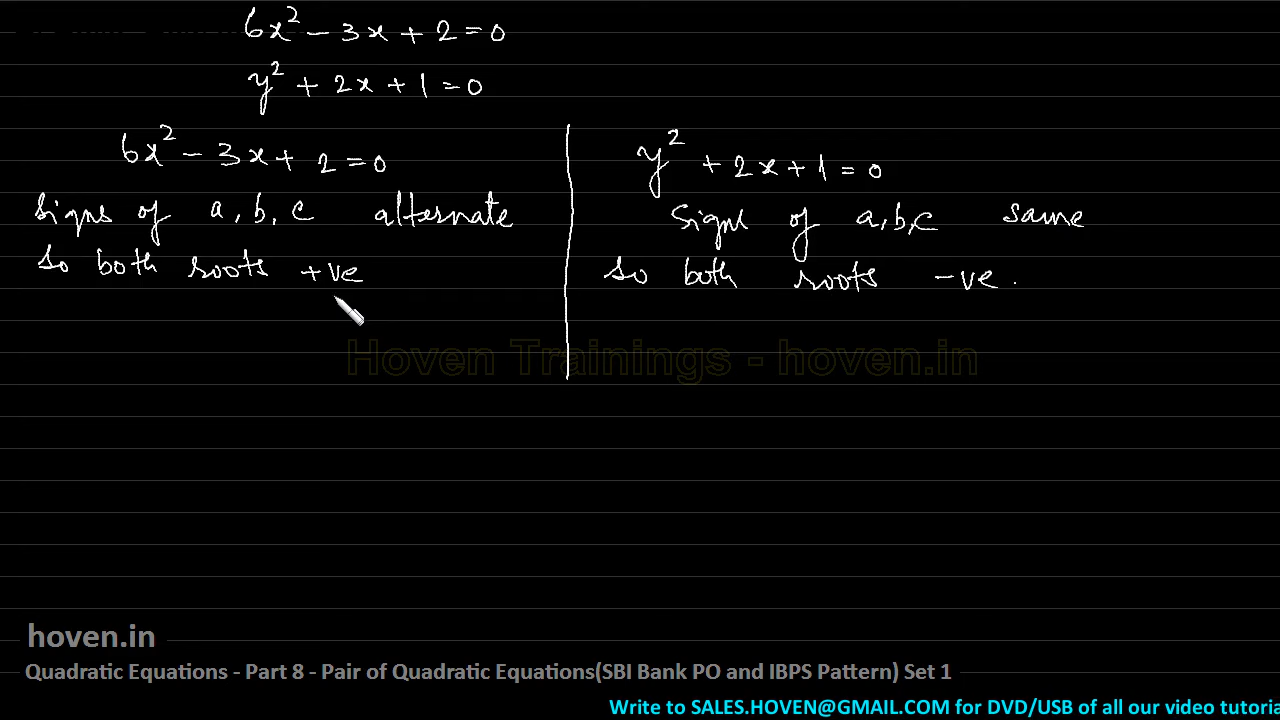 6x² - 3x + 2 = 0
y² + 2x + 1 = 0
6x² - 3x + 2 = 0
Signs of a, b, c alternate
So both roots +ve
y² + 2x + 1 = 0
Signs of a, b, c same
So both roots -ve.
Hoven Trainings - hoven.in
hoven.in
Quadratic Equations - Part 8 - Pair of Quadratic Equations(SBI Bank PO and IBPS Pattern) Set 1
Write to SALES.HOVEN@GMAIL.COM for DVD/USB of all our video tutoria